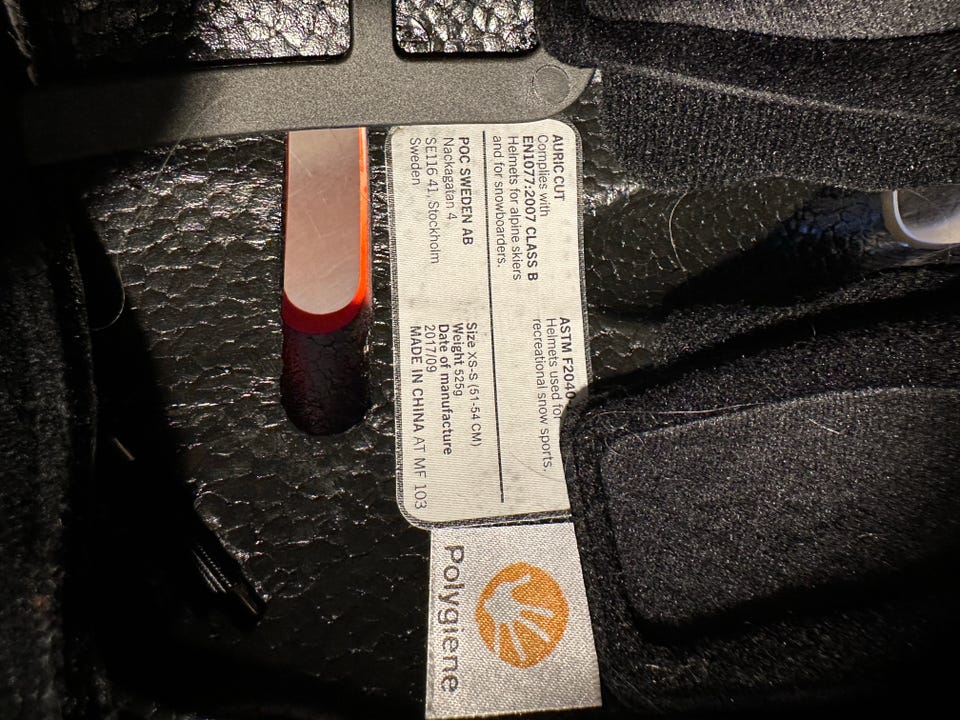 AURIC CUT
Complies with
EN1077:2007 CLASS B
Helmets for alpine skiers
and for snowboarders.
ASTM F2040
Helmets used for
recreational snow sports.
POC SWEDEN AB
Nackagatan 4,
SE116 41, Stockholm
Sweden
Size XS-S (51-54 CM)
Weight 525g
Date of manufacture
2017/09
MADE IN CHINA AT MF 103
Polygiene